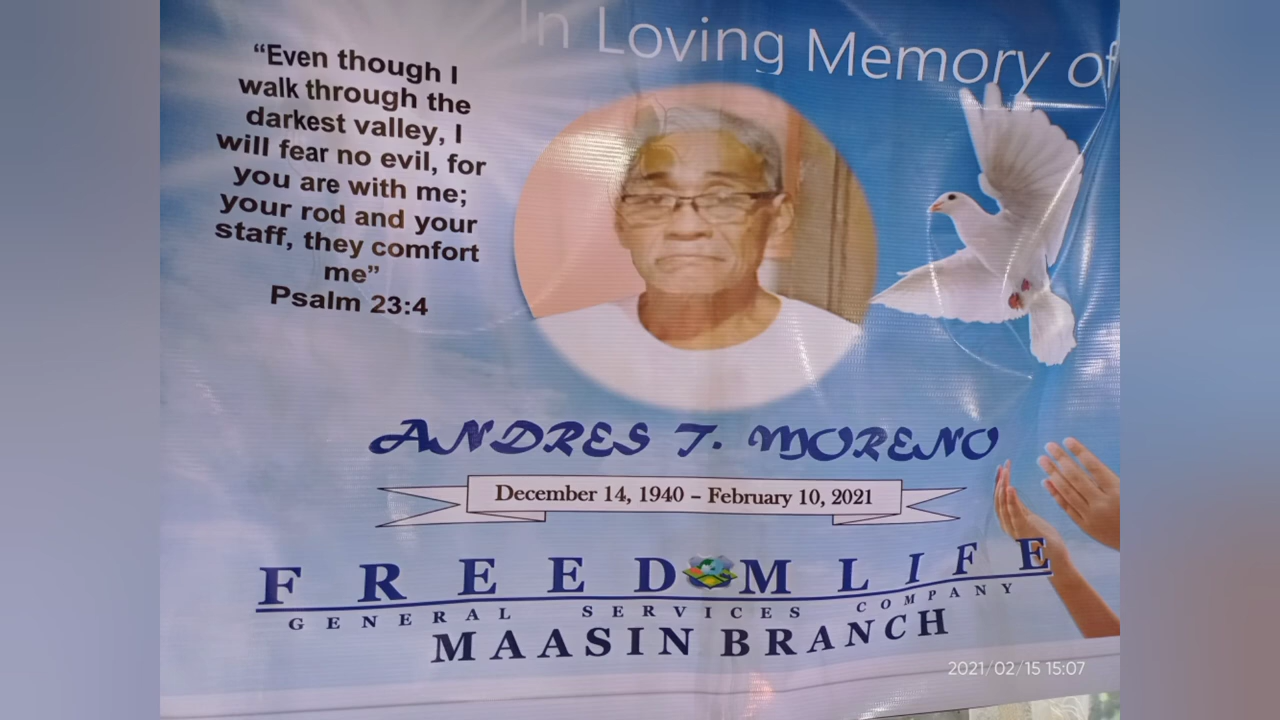 In Loving Memory of
“Even though I
walk through the
darkest valley, I
will fear no evil, for
you are with me;
your rod and your
staff, they comfort
me”
Psalm 23:4
ANDRES T. MORENO
December 14, 1940 – February 10, 2021
FREEDOM LIFE
GENERAL SERVICES COMPANY
MAASIN BRANCH
2021/02/15 15:07